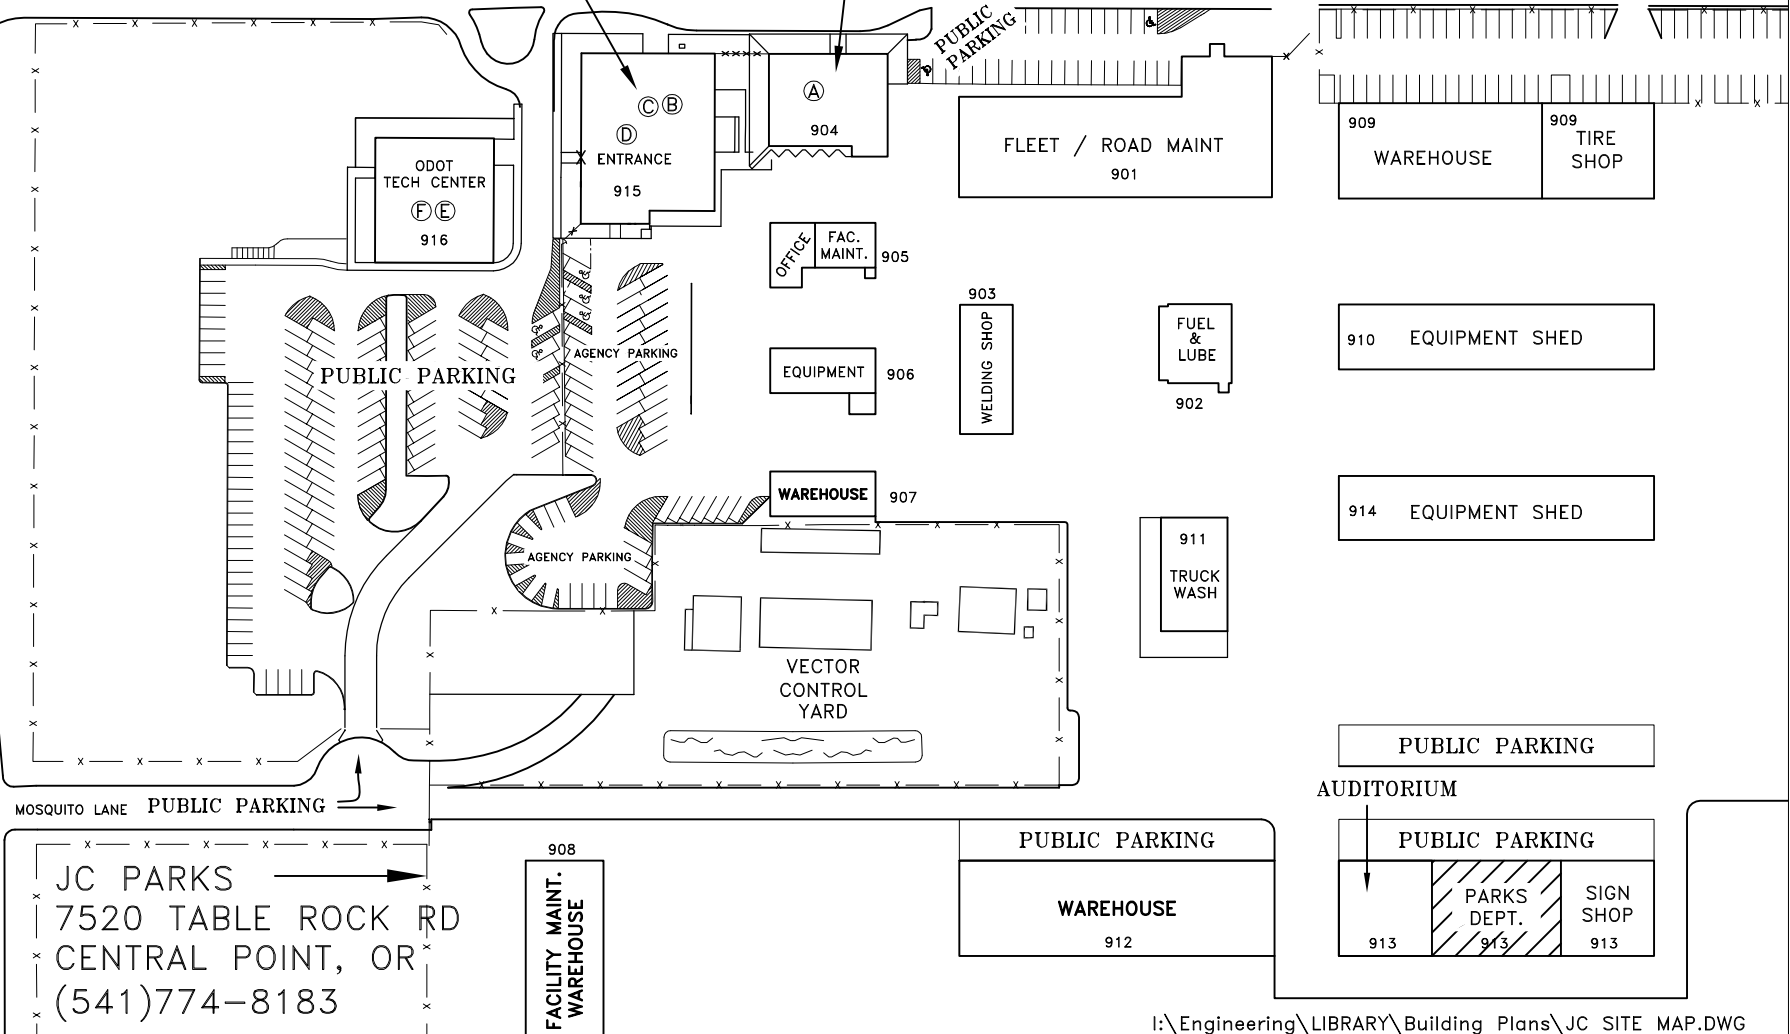 PUBLIC
PARKING
C B
D
ENTRANCE
915
A
904
FLEET / ROAD MAINT
901
909
WAREHOUSE
909
TIRE
SHOP
ODOT
TECH CENTER
F E
916
OFFICE
FAC.
MAINT.
905
903
WELDING SHOP
FUEL
&
LUBE
902
910 EQUIPMENT SHED
AGENCY PARKING
PUBLIC PARKING
EQUIPMENT
906
WAREHOUSE
907
914 EQUIPMENT SHED
911
TRUCK
WASH
AGENCY PARKING
VECTOR
CONTROL
YARD
PUBLIC PARKING
AUDITORIUM
MOSQUITO LANE
PUBLIC PARKING
PUBLIC PARKING
PUBLIC PARKING
908
FACILITY MAINT.
WAREHOUSE
WAREHOUSE
912
913
PARKS
DEPT.
913
SIGN
SHOP
913
JC PARKS
7520 TABLE ROCK RD
CENTRAL POINT, OR
(541)774-8183
I:\Engineering\LIBRARY\Building Plans\JC SITE MAP.DWG